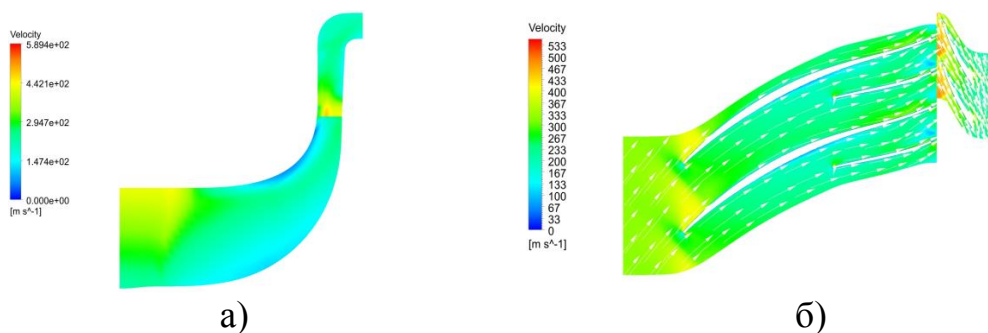 Velocity
5.894e+02
4.421e+02
2.947e+02
1.474e+02
0.000e+00
[m s^-1]
а)
Velocity
533
500
467
433
400
367
333
300
267
233
200
167
133
100
67
33
0
[m s^-1]
б)